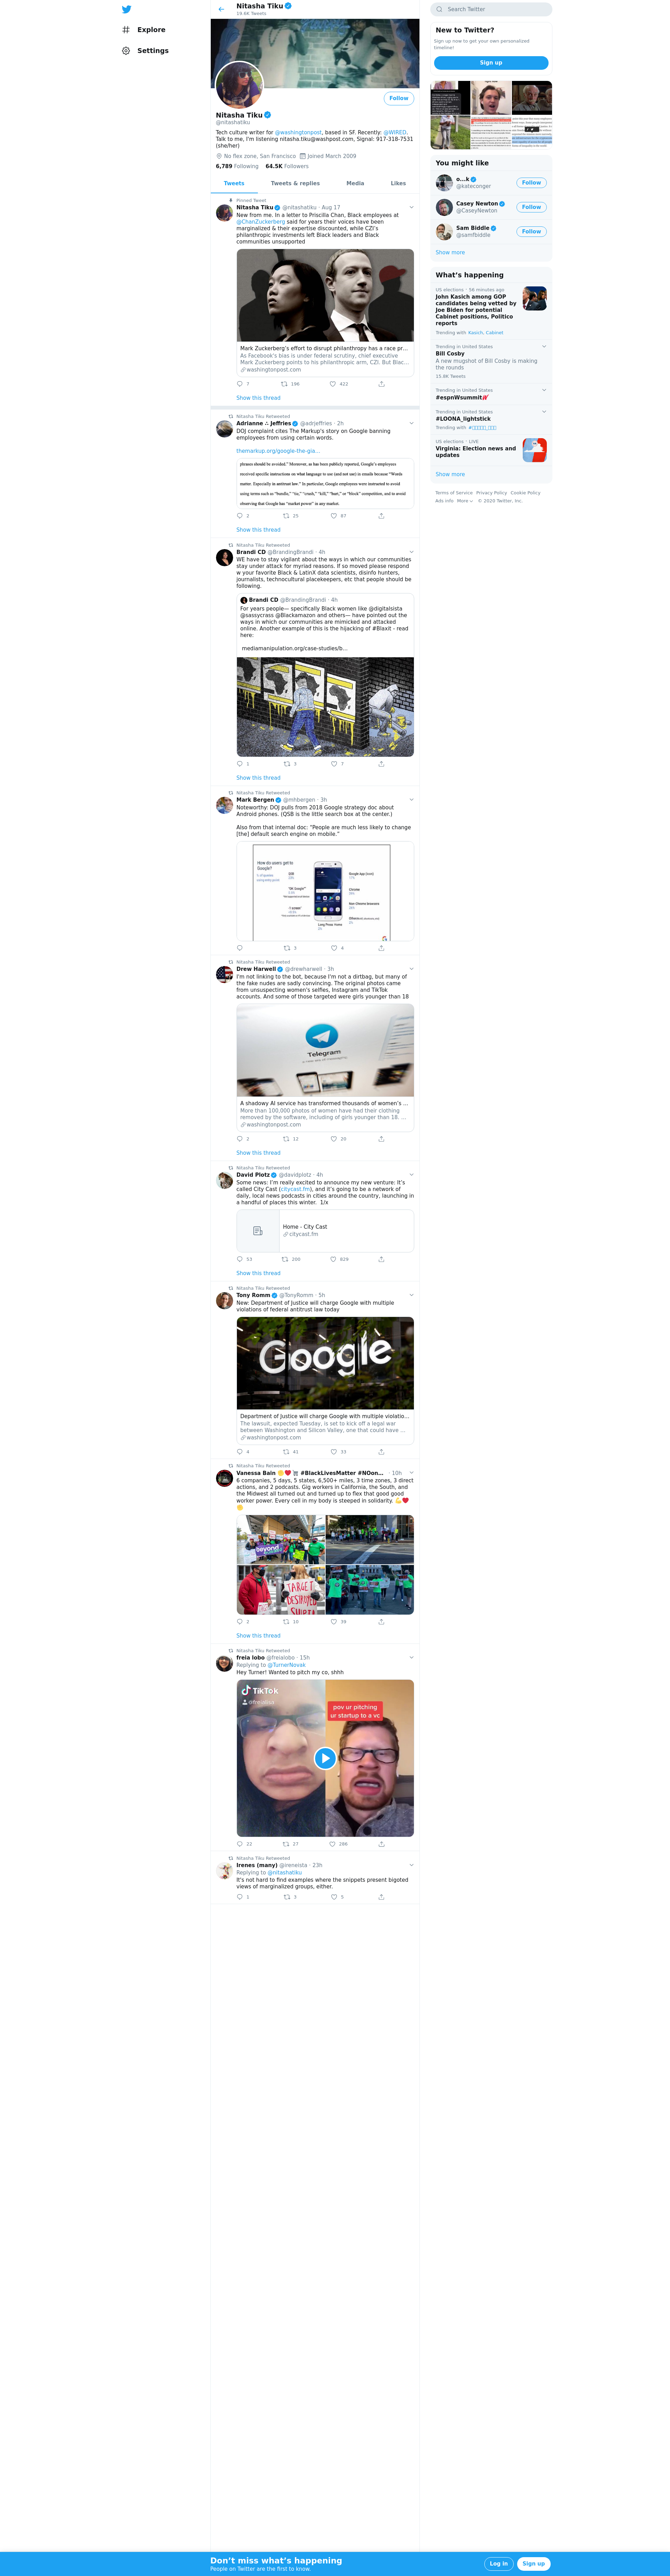 Explore
Settings
Nitasha Tiku
19.6K Tweets
Follow
Nitasha Tiku
@nitashatiku
Tech culture writer for @washingtonpost, based in SF. Recently: @WIRED.
Talk to me, I'm listening nitasha.tiku@washpost.com, Signal: 917-318-7531
(she/her)
No flex zone, San Francisco Joined March 2009
6,789 Following 64.5K Followers
Tweets Tweets & replies Media Likes
Pinned Tweet
Nitasha Tiku @nitashatiku · Aug 17
New from me. In a letter to Priscilla Chan, Black employees at
@ChanZuckerberg said for years their voices have been
marginalized & their expertise discounted, while CZI's
philanthropic investments left Black leaders and Black
communities unsupported
Mark Zuckerberg's effort to disrupt philanthropy has a race pr...
As Facebook's bias is under federal scrutiny, chief executive
Mark Zuckerberg points to his philanthropic arm, CZI. But Blac...
washingtonpost.com
7 196 422
Show this thread
Nitasha Tiku Retweeted
Adrianne ∴ Jeffries @adrjeffries · 2h
DOJ complaint cites The Markup's story on Google banning
employees from using certain words.
themarkup.org/google-the-gia...
phrases should be avoided." Moreover, as has been publicly reported, Google's employees
received specific instructions on what language to use (and not use) in emails because "Words
matter. Especially in antitrust law." In particular, Google employees were instructed to avoid
using terms such as "bundle," "tie," "crush," "kill," "hurt," or "block" competition, and to avoid
observing that Google has "market power" in any market.
2 25 87
Show this thread
Nitasha Tiku Retweeted
Brandi CD @BrandingBrandi · 4h
WE have to stay vigilant about the ways in which our communities
stay under attack for myriad reasons. If so moved please respond
w your favorite Black & LatinX data scientists, disinfo hunters,
journalists, technocultural placekeepers, etc that people should be
following.
Brandi CD @BrandingBrandi · 4h
For years people— specifically Black women like @digitalsista
@sassycrass @Blackamazon and others— have pointed out the
ways in which our communities are mimicked and attacked
online. Another example of this is the hijacking of #Blaxit - read
here:
mediamanipulation.org/case-studies/b...
1 3 7
Show this thread
Nitasha Tiku Retweeted
Mark Bergen @mhbergen · 3h
Noteworthy: DOJ pulls from 2018 Google strategy doc about
Android phones. (QSB is the little search box at the center.)
Also from that internal doc: "People are much less likely to change
[the] default search engine on mobile."
How do users get to
Google?
3 4
Nitasha Tiku Retweeted
Drew Harwell @drewharwell · 3h
I'm not linking to the bot, because I'm not a dirtbag, but many of
the fake nudes are sadly convincing. The original photos came
from unsuspecting women's selfies, Instagram and TikTok
accounts. And some of those targeted were girls younger than 18
Telegram
A shadowy AI service has transformed thousands of women's ...
More than 100,000 photos of women have had their clothing
removed by the software, including of girls younger than 18. ...
washingtonpost.com
2 12 20
Show this thread
Nitasha Tiku Retweeted
David Plotz @davidplotz · 4h
Some news: I'm really excited to announce my new venture: It's
called City Cast (citycast.fm), and it's going to be a network of
daily, local news podcasts in cities around the country, launching in
a handful of places this winter. 1/x
Home - City Cast
citycast.fm
53 200 829
Show this thread
Nitasha Tiku Retweeted
Tony Romm @TonyRomm · 5h
New: Department of Justice will charge Google with multiple
violations of federal antitrust law today
Google
Department of Justice will charge Google with multiple violatio...
The lawsuit, expected Tuesday, is set to kick off a legal war
between Washington and Silicon Valley, one that could have ...
washingtonpost.com
4 41 33
Nitasha Tiku Retweeted
Vanessa Bain #BlackLivesMatter #NOon... · 10h
6 companies, 5 days, 5 states, 6,500+ miles, 3 time zones, 3 direct
actions, and 2 podcasts. Gig workers in California, the South, and
the Midwest all turned out and turned up to flex that good good
worker power. Every cell in my body is steeped in solidarity.
beyond
TARGET
DESTROYED
SHIPT
2 10 39
Show this thread
Nitasha Tiku Retweeted
freia lobo @freialobo · 15h
Replying to @TurnerNovak
Hey Turner! Wanted to pitch my co, shhh
TikTok
@freialobo
pov ur pitching
ur startup to a vc
22 27 286
Nitasha Tiku Retweeted
Irenes (many) @ireneista · 23h
Replying to @nitashatiku
It's not hard to find examples where the snippets present bigoted
views of marginalized groups, either.
1 3 5
Search Twitter
New to Twitter?
Sign up now to get your own personalized
timeline!
Sign up
You might like
o...k
@kateconger
Follow
Casey Newton
@CaseyNewton
Follow
Sam Biddle
@samfbiddle
Follow
Show more
What's happening
US elections · 56 minutes ago
John Kasich among GOP
candidates being vetted by
Joe Biden for potential
Cabinet positions, Politico
reports
Trending with Kasich, Cabinet
Trending in United States
Bill Cosby
A new mugshot of Bill Cosby is making
the rounds
15.8K Tweets
Trending in United States
#espnWsummit
Trending in United States
#LOONA_lightstick
Trending with
US elections · LIVE
Virginia: Election news and
updates
Show more
Terms of Service Privacy Policy Cookie Policy
Ads info More © 2020 Twitter, Inc.
Don't miss what's happening
People on Twitter are the first to know.
Log in
Sign up